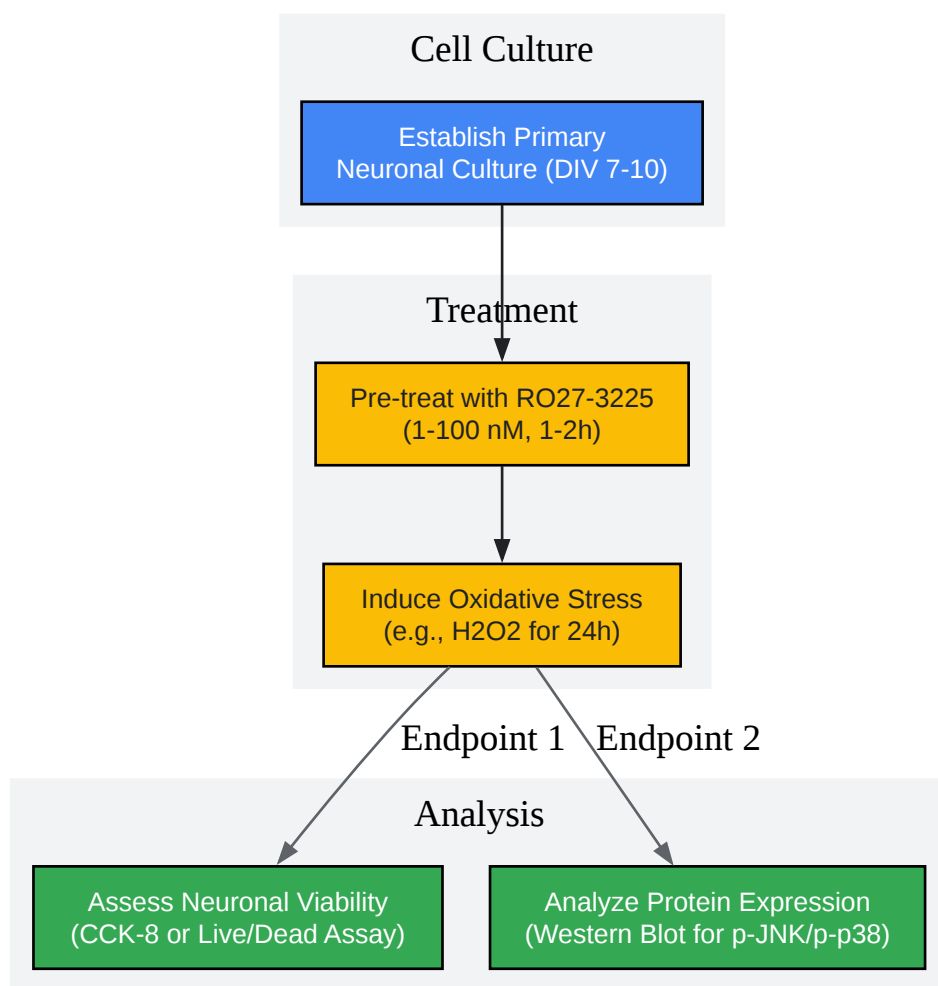 Cell Culture
Establish Primary
Neuronal Culture (DIV 7-10)
Treatment
Pre-treat with RO27-3225
(1-100 nM, 1-2h)
Induce Oxidative Stress
(e.g., H2O2 for 24h)
Endpoint 1
Endpoint 2
Analysis
Assess Neuronal Viability
(CCK-8 or Live/Dead Assay)
Analyze Protein Expression
(Western Blot for p-JNK/p-p38)